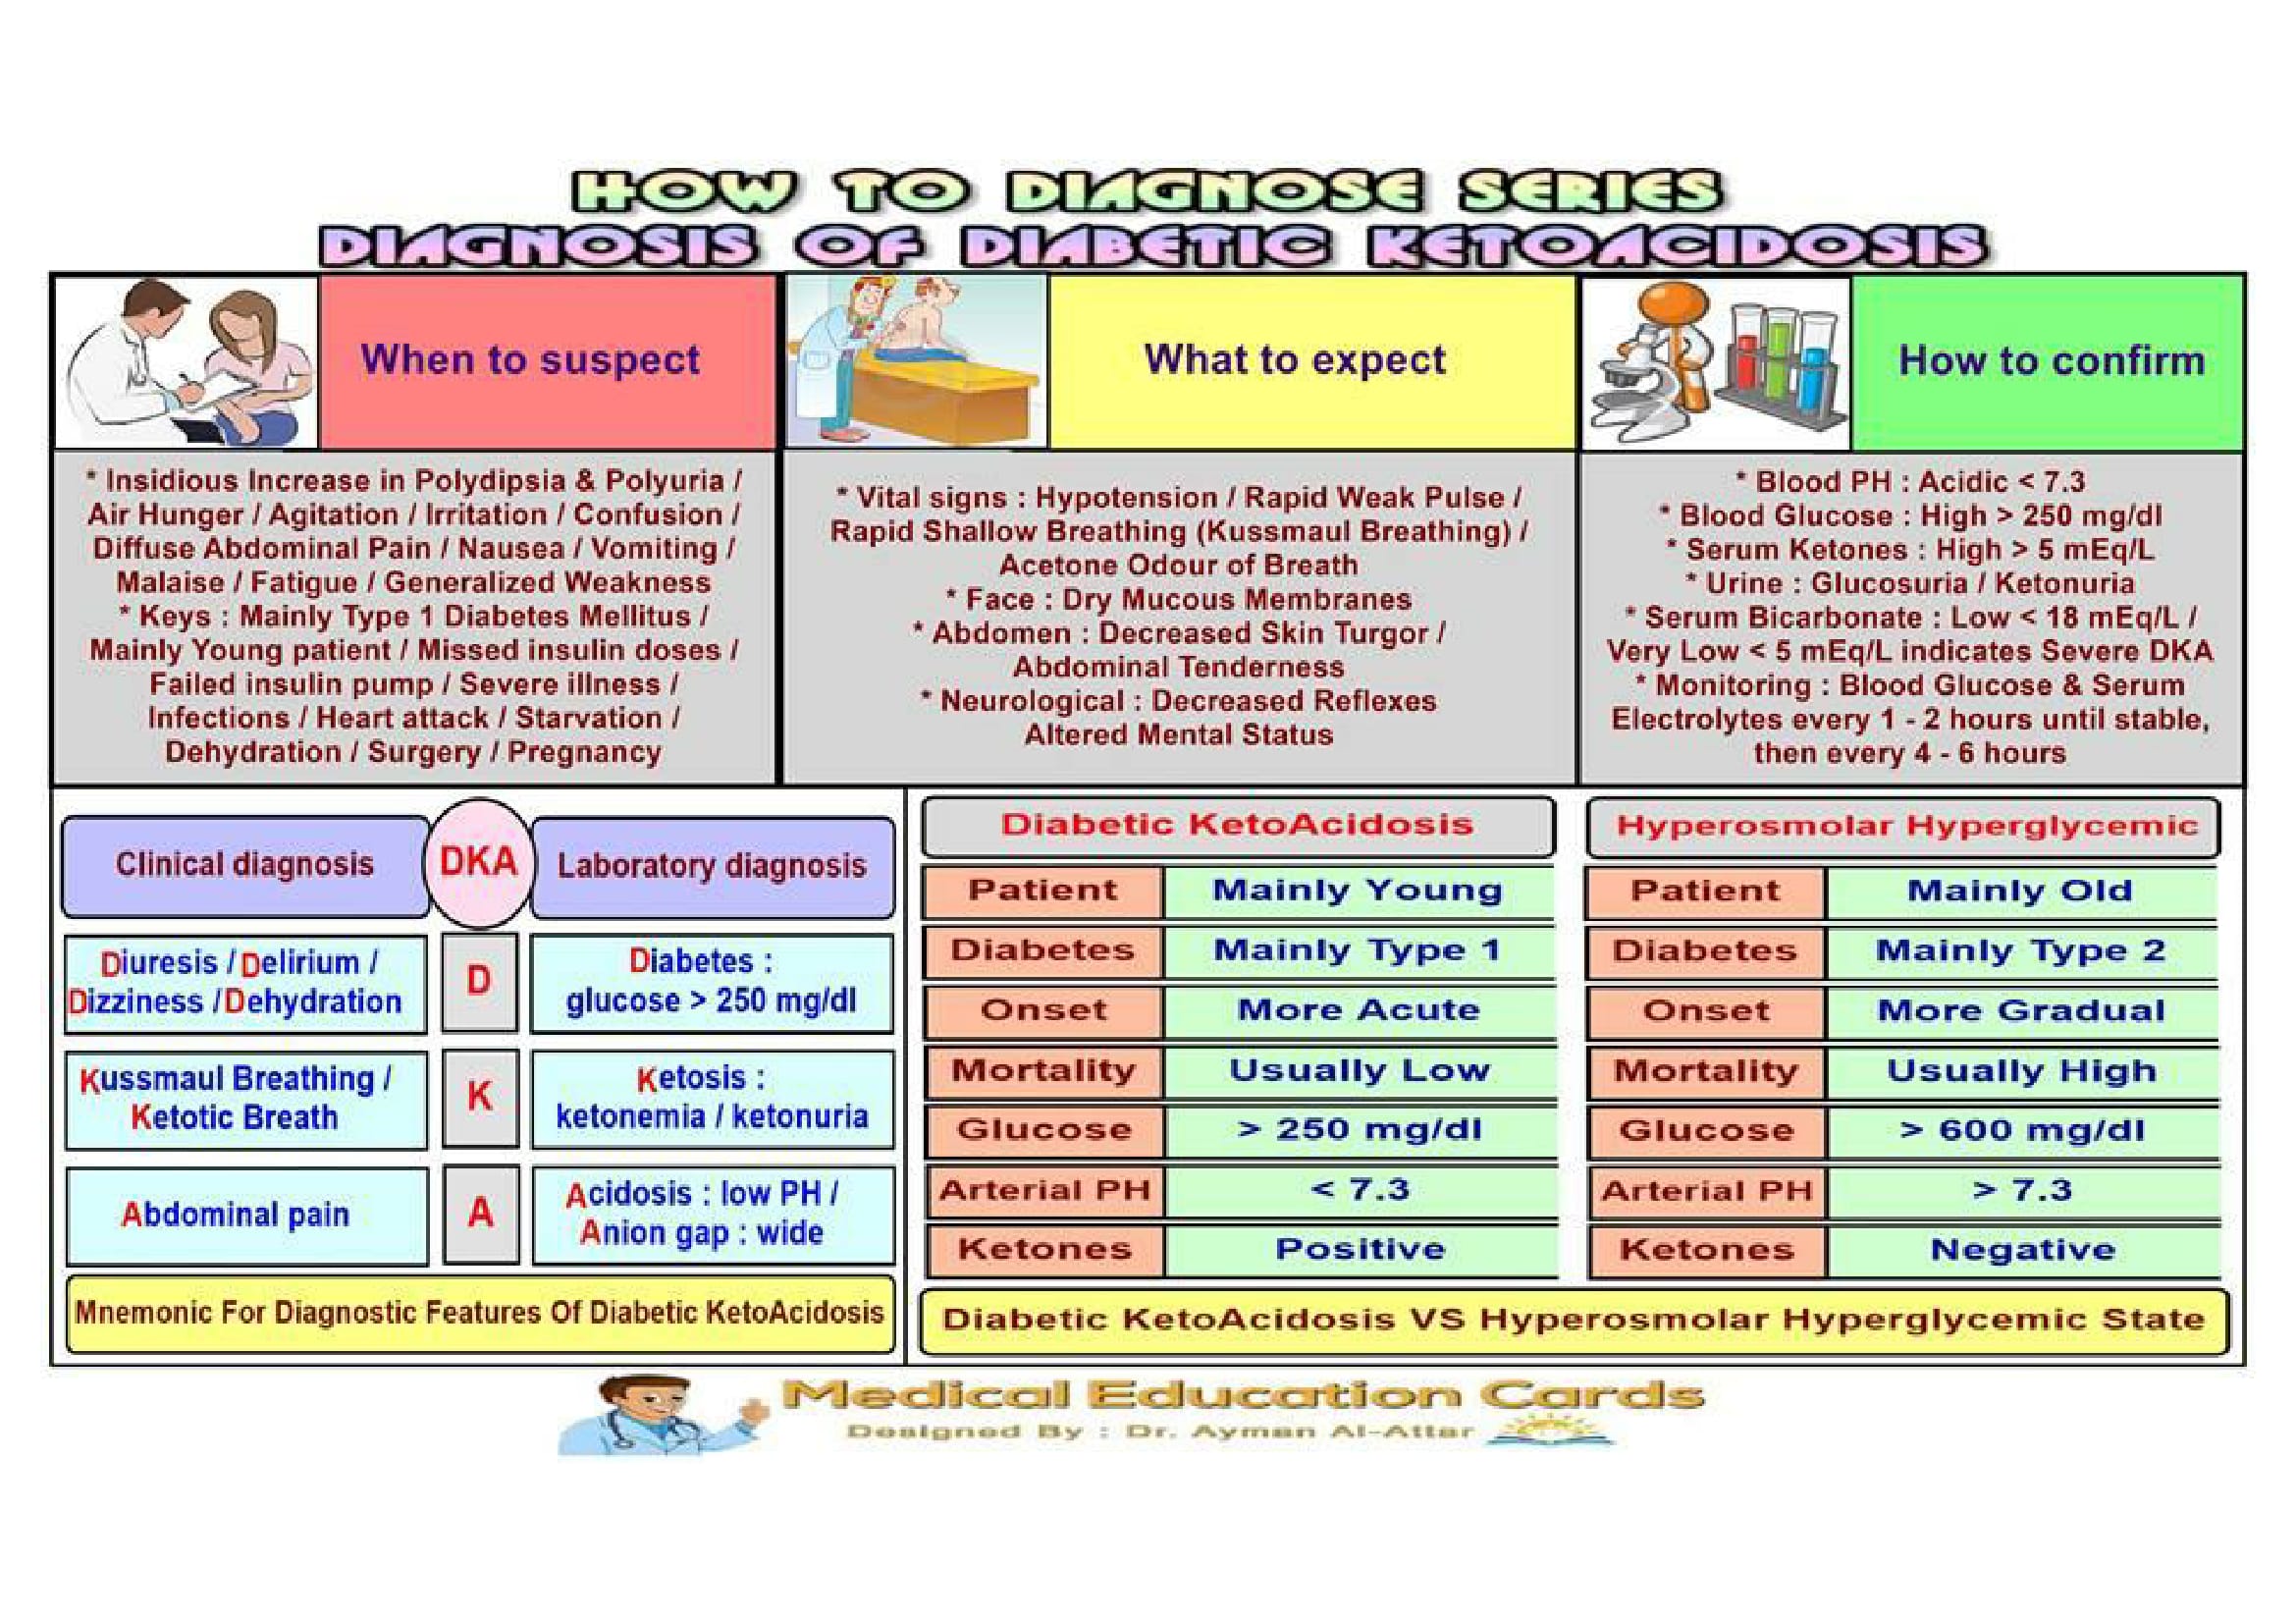 HOW TO DIAGNOSE SERIES
DIAGNOSIS OF DIABETIC KETOACIDOSIS
When to suspect
* Insidious Increase in Polydipsia & Polyuria /
Air Hunger / Agitation / Irritation / Confusion /
Diffuse Abdominal Pain / Nausea / Vomiting /
Malaise / Fatigue / Generalized Weakness
* Keys : Mainly Type 1 Diabetes Mellitus /
Mainly Young patient / Missed insulin doses /
Failed insulin pump / Severe illness /
Infections / Heart attack / Starvation /
Dehydration / Surgery / Pregnancy
What to expect
* Vital signs : Hypotension / Rapid Weak Pulse /
Rapid Shallow Breathing (Kussmaul Breathing) /
Acetone Odour of Breath
* Face : Dry Mucous Membranes
* Abdomen : Decreased Skin Turgor /
Abdominal Tenderness
* Neurological : Decreased Reflexes
Altered Mental Status
How to confirm
* Blood PH : Acidic < 7.3
* Blood Glucose : High > 250 mg/dl
* Serum Ketones : High > 5 mEq/L
* Urine : Glucosuria / Ketonuria
* Serum Bicarbonate : Low < 18 mEq/L /
Very Low < 5 mEq/L indicates Severe DKA
* Monitoring : Blood Glucose & Serum
Electrolytes every 1 - 2 hours until stable,
then every 4 - 6 hours
Clinical diagnosis DKA Laboratory diagnosis
Diuresis / Delirium /
Dizziness / Dehydration
D
Diabetes :
glucose > 250 mg/dl
Kussmaul Breathing /
Ketotic Breath
K
Ketosis :
ketonemia / ketonuria
Abdominal pain
A
Acidosis : low PH /
Anion gap : wide
Mnemonic For Diagnostic Features Of Diabetic KetoAcidosis
Diabetic KetoAcidosis
Patient Mainly Young
Diabetes Mainly Type 1
Onset More Acute
Mortality Usually Low
Glucose > 250 mg/dl
Arterial PH < 7.3
Ketones Positive
Hyperosmolar Hyperglycemic
Patient Mainly Old
Diabetes Mainly Type 2
Onset More Gradual
Mortality Usually High
Glucose > 600 mg/dl
Arterial PH > 7.3
Ketones Negative
Diabetic KetoAcidosis VS Hyperosmolar Hyperglycemic State
Medical Education Cards
Designed By : Dr. Ayman Al-Attar